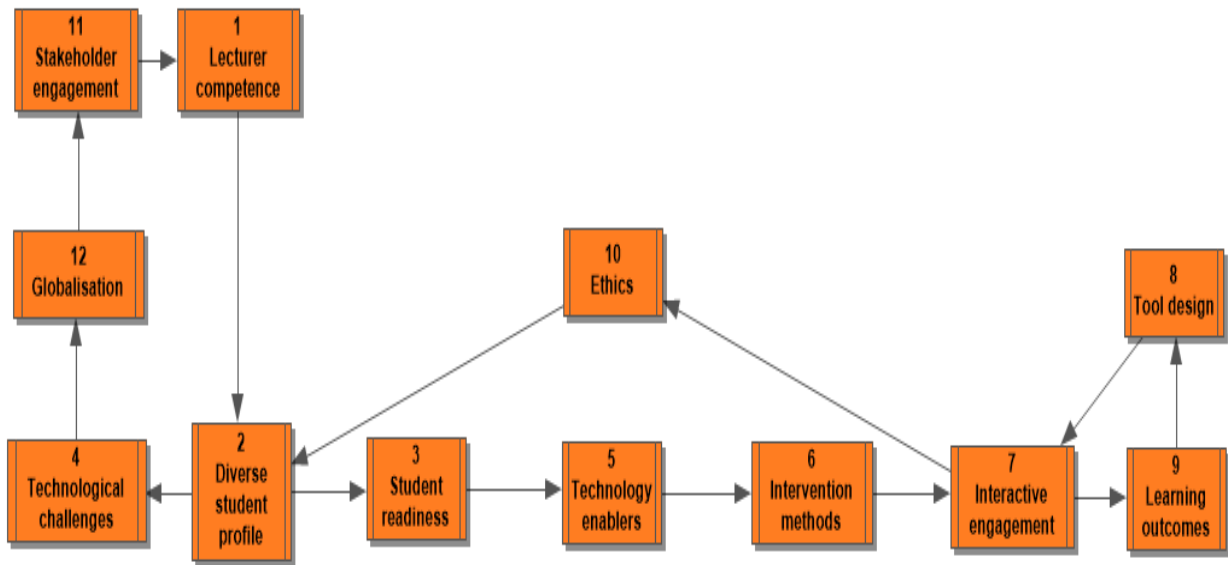 11
Stakeholder
engagement
1
Lecturer
competence
12
Globalisation
10
Ethics
8
Tool design
4
Technological
challenges
2
Diverse
student
profile
3
Student
readiness
5
Technology
enablers
6
Intervention
methods
7
Interactive
engagement
9
Learning
outcomes